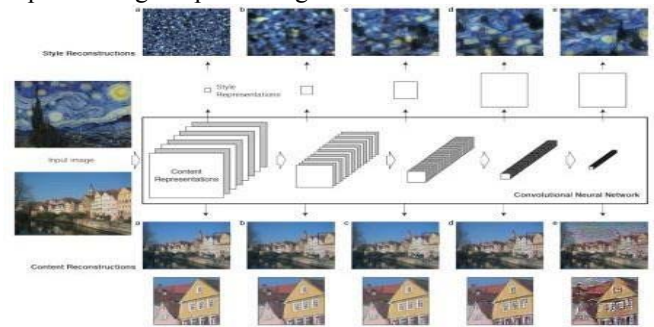 a b c d e
Style Reconstructions
Style
Representations
Input image
Content
Representations
Convolutional Neural Network
a b c d e
Content Reconstructions